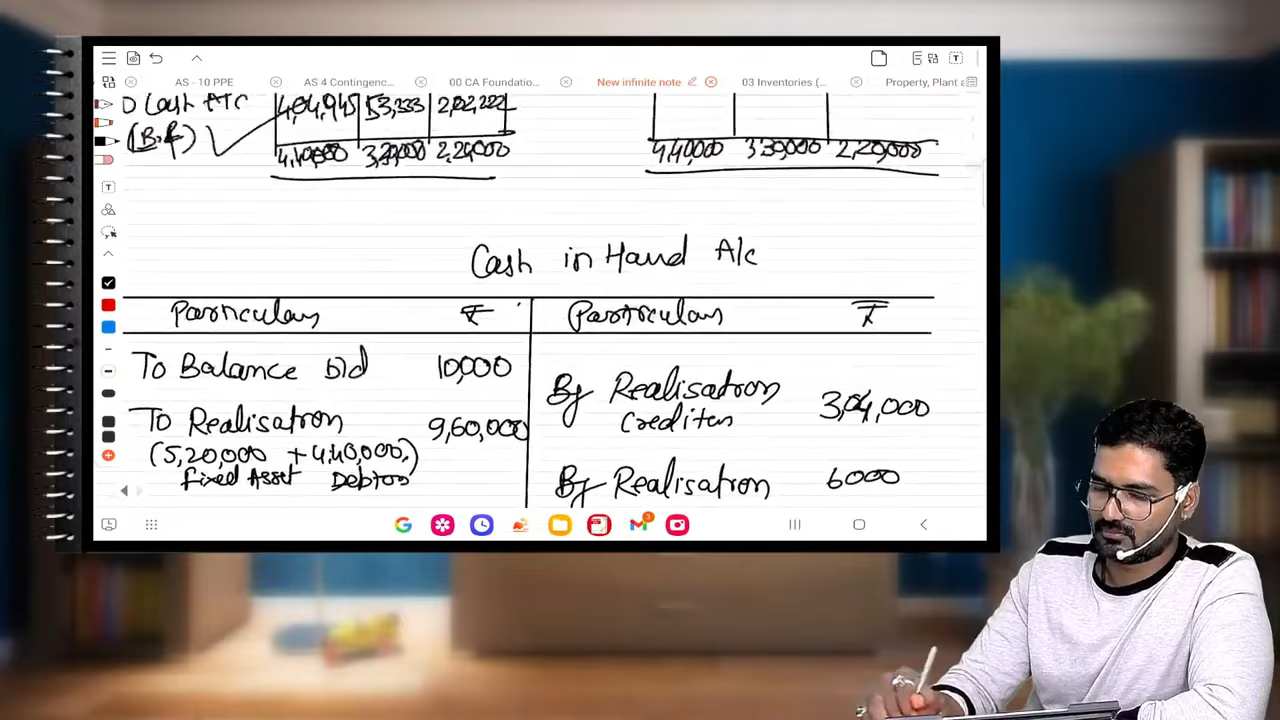 AS - 10 PPE
AS 4 Contingenc...
00 CA Foundatio...
New infinite note
03 Inventories (...
Property, Plant a
Cash A/c
(B.f)
4,04,945 53,333 2,02,222
4,40,000 3,30,000 2,20,000
4,40,000 3,30,000 2,20,000
Cash in Hand A/c
Particulars ₹ Particulars ₹
To Balance b/d 10,000
By Realisation 3,04,000
Creditors
To Realisation 9,60,000
(5,20,000 + 4,40,000)
Fixed Asset Debtors
By Realisation 6000
3